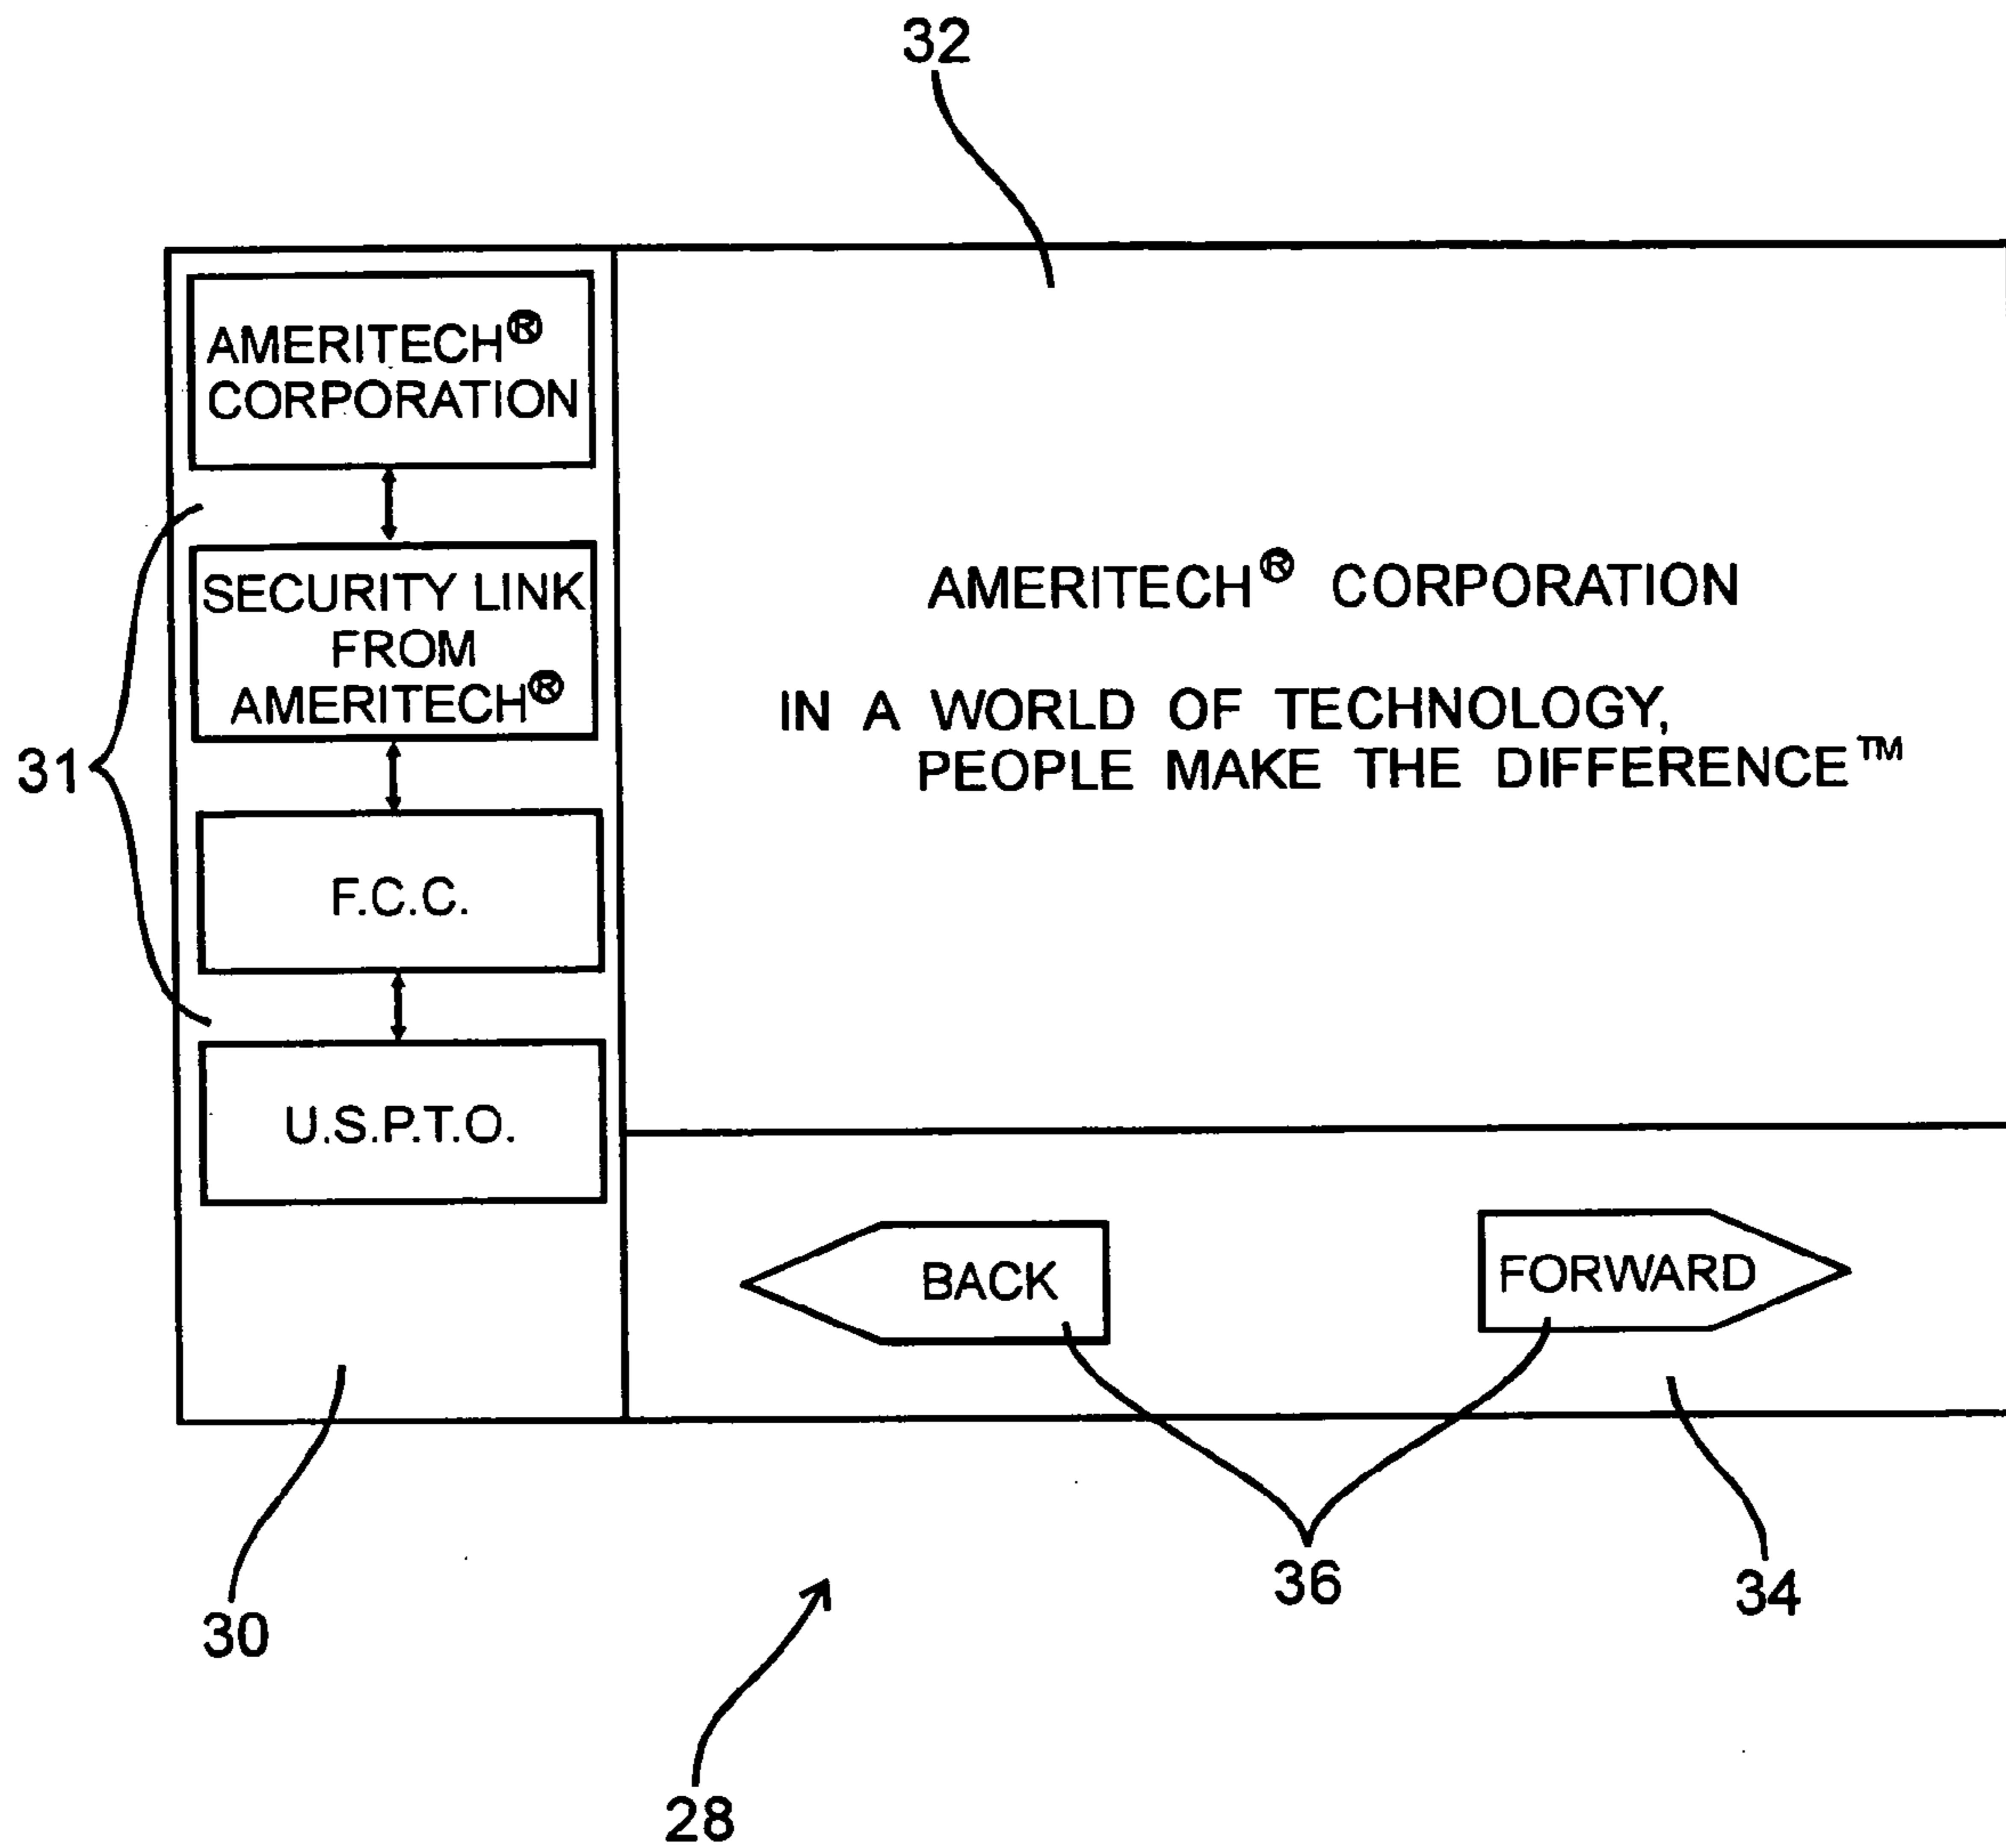 32
AMERITECH®
CORPORATION
SECURITY LINK
FROM
AMERITECH®
F.C.C.
U.S.P.T.O.
31
AMERITECH® CORPORATION
IN A WORLD OF TECHNOLOGY,
PEOPLE MAKE THE DIFFERENCE™
BACK
FORWARD
30
36
34
28